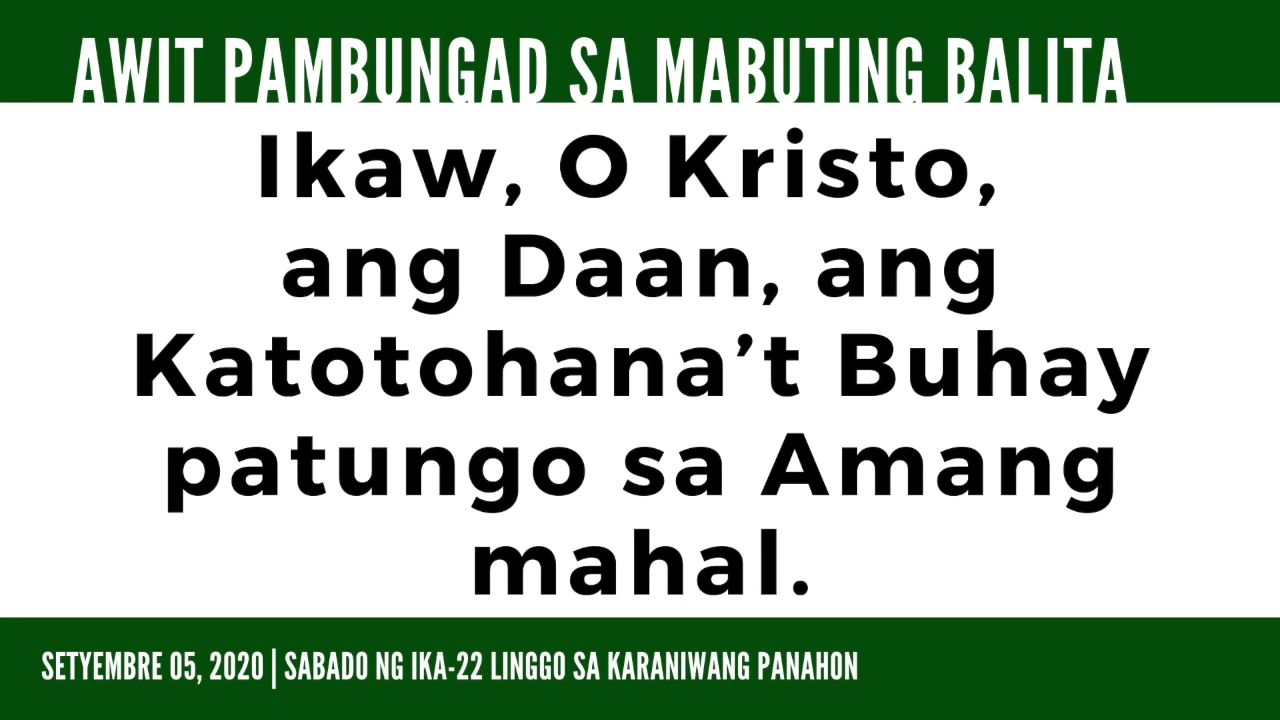 AWIT PAMBUNGAD SA MABUTING BALITA
Ikaw, O Kristo,
ang Daan, ang
Katotohana’t Buhay
patungo sa Amang
mahal.
SETYEMBRE 05, 2020 | SABADO NG IKA-22 LINGGO SA KARANIWANG PANAHON